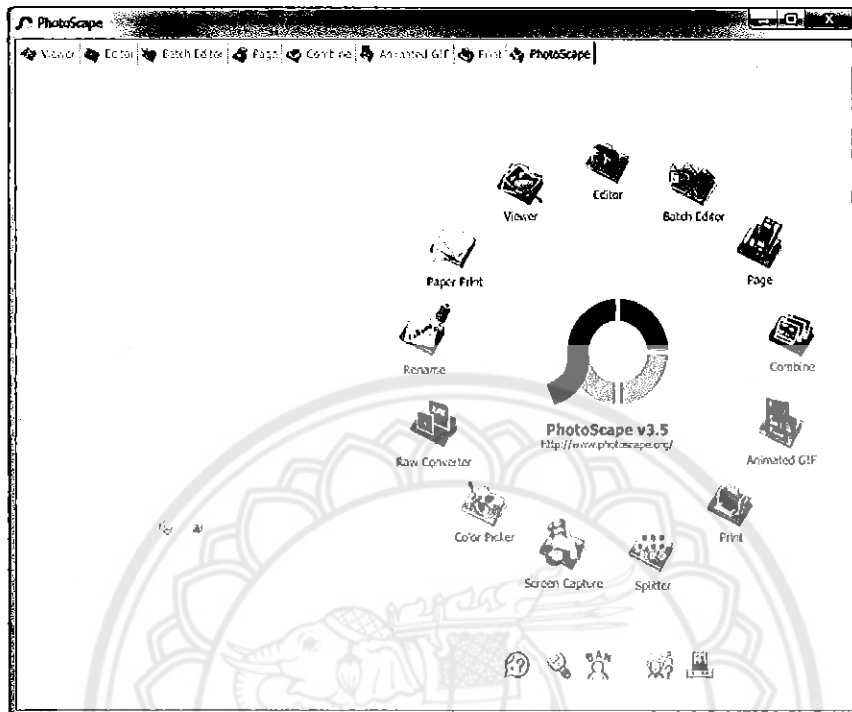 PhotoScape
Viewer Editor Batch Editor Page Combine Animated GIF Print PhotoScape
Editor
Viewer
Batch Editor
Paper Print
Page
Rename
Combine
PhotoScape v3.5
http://www.photoscape.org/
Raw Converter
Animated GIF
Color Picker
Print
Screen Capture
Splitter